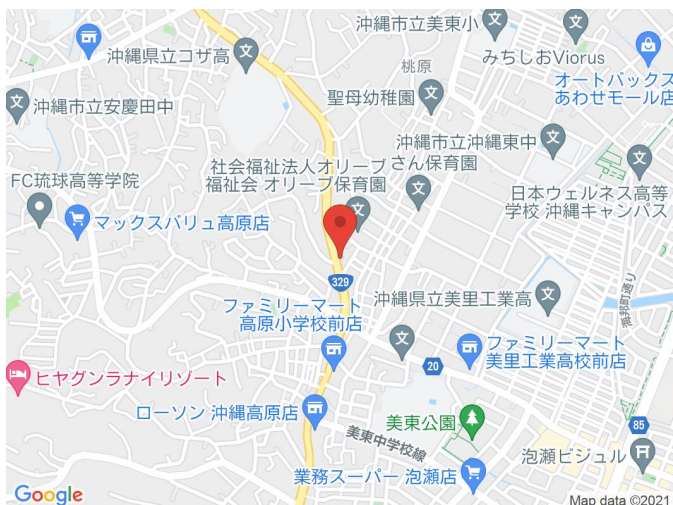 沖縄市立美東小
沖縄県立コザ高
みちしおViorus
桃原
オートバックス
あわせモール店
聖母幼稚園
沖縄市立安慶田中
沖縄市立沖縄東中
社会福祉法人オリーブ
福祉会 オリーブ保育園
さん保育園
FC琉球高等学院
日本ウェルネス高等
学校 沖縄キャンパス
マックスバリュ高原店
329
沖縄県立美里工業高
ファミリーマート
高原小学校前店
ファミリーマート
美里工業高校前店
20
ヒヤグンラナイリゾート
ローソン 沖縄高原店
美東公園
85
美東中学校線
泡瀬ビジュル
業務スーパー 泡瀬店
Google
Map data ©2021